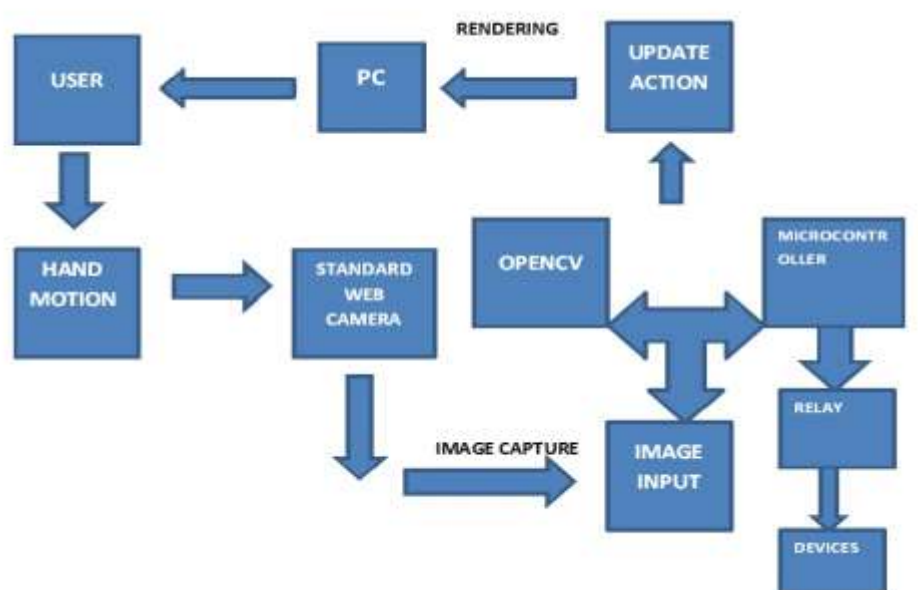 RENDERING
USER
PC
UPDATE
ACTION
HAND
MOTION
STANDARD
WEB
CAMERA
OPENCV
MICROCONTR
OLLER
RELAY
IMAGE CAPTURE
IMAGE
INPUT
DEVICES